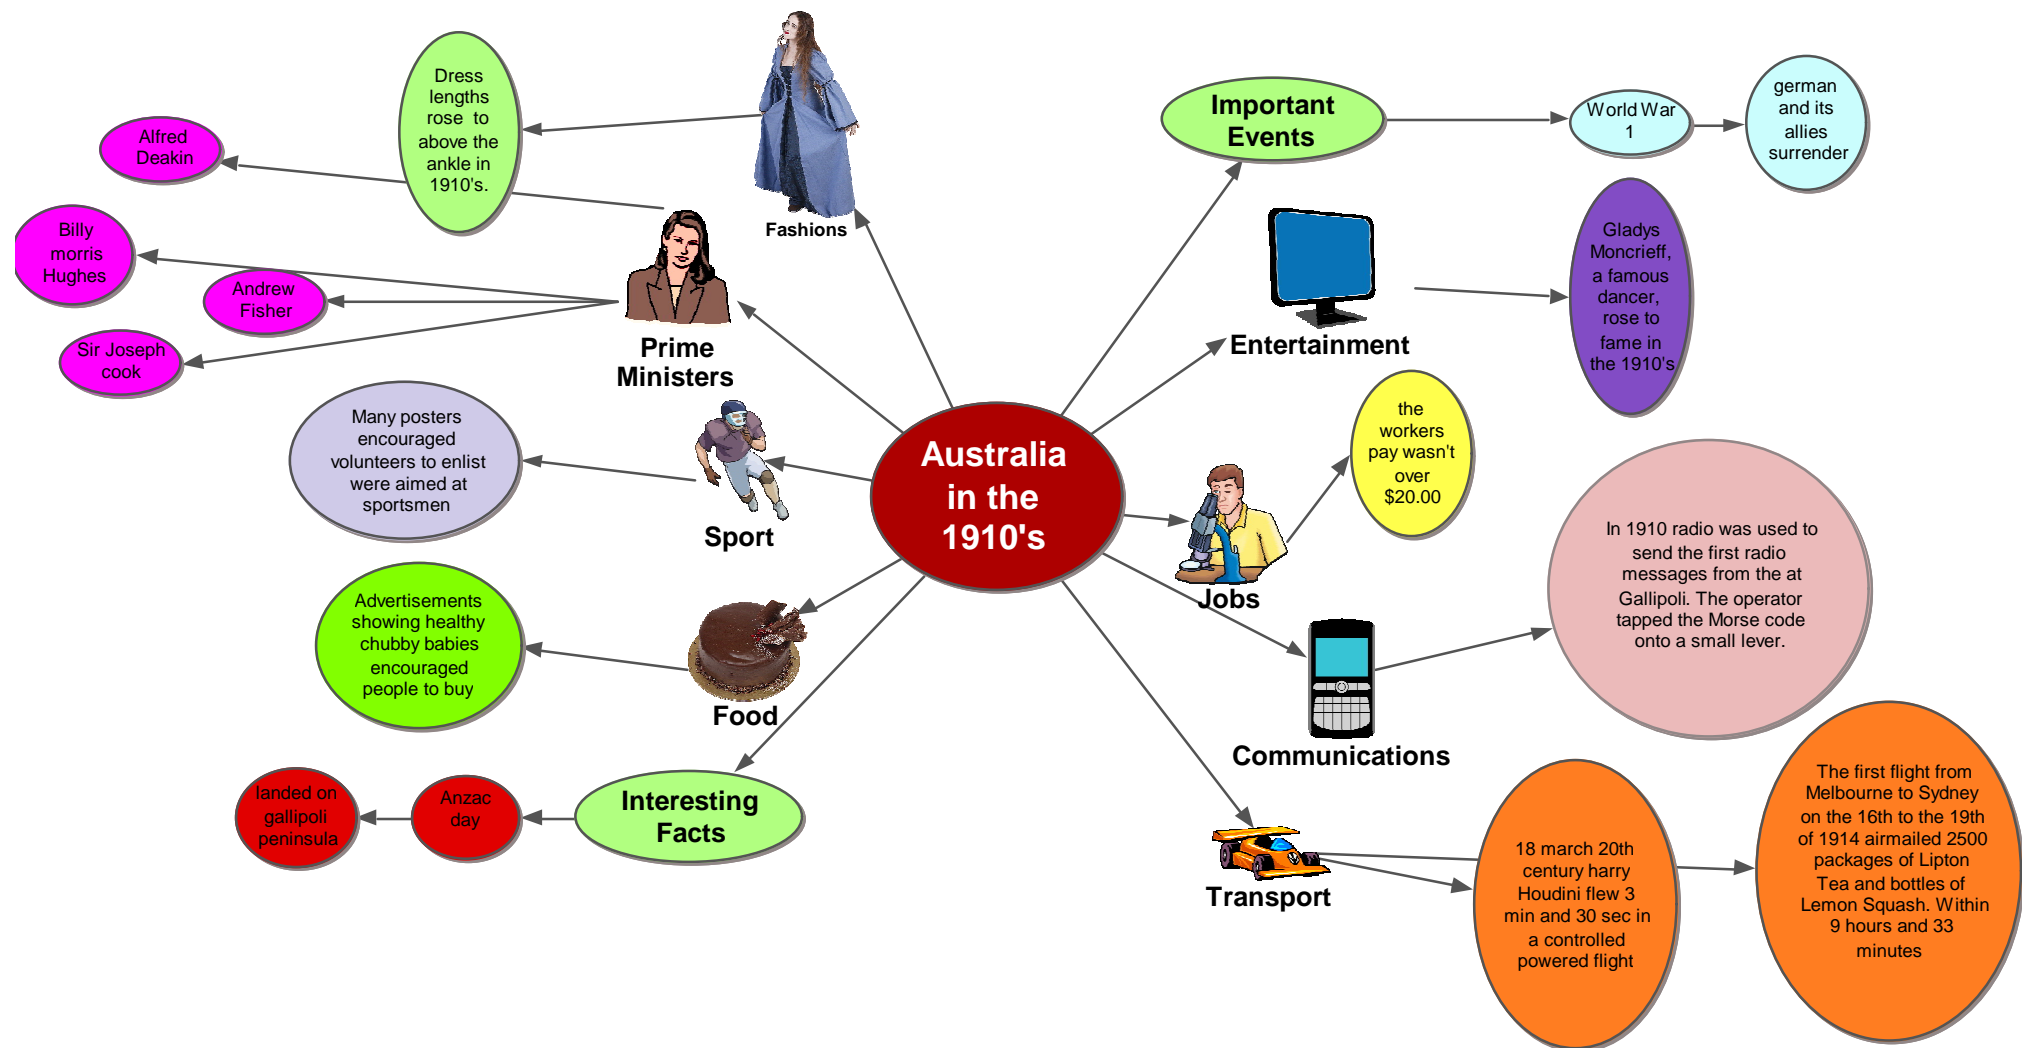 Australia
in the
1910's
Fashions
Dress
lengths
rose to
above the
ankle in
1910's.
Prime
Ministers
Alfred
Deakin
Billy
morris
Hughes
Andrew
Fisher
Sir Joseph
cook
Sport
Many posters
encouraged
volunteers to enlist
were aimed at
sportsmen
Food
Advertisements
showing healthy
chubby babies
encouraged
people to buy
Interesting
Facts
Anzac
day
landed on
gallipoli
peninsula
Important
Events
World War
1
german
and its
allies
surrender
Entertainment
Gladys
Moncrieff,
a famous
dancer,
rose to
fame in
the 1910's
Jobs
the
workers
pay wasn't
over
$20.00
Communications
In 1910 radio was used to
send the first radio
messages from the at
Gallipoli. The operator
tapped the Morse code
onto a small lever.
Transport
18 march 20th
century harry
Houdini flew 3
min and 30 sec in
a controlled
powered flight
The first flight from
Melbourne to Sydney
on the 16th to the 19th
of 1914 airmailed 2500
packages of Lipton
Tea and bottles of
Lemon Squash. Within
9 hours and 33
minutes